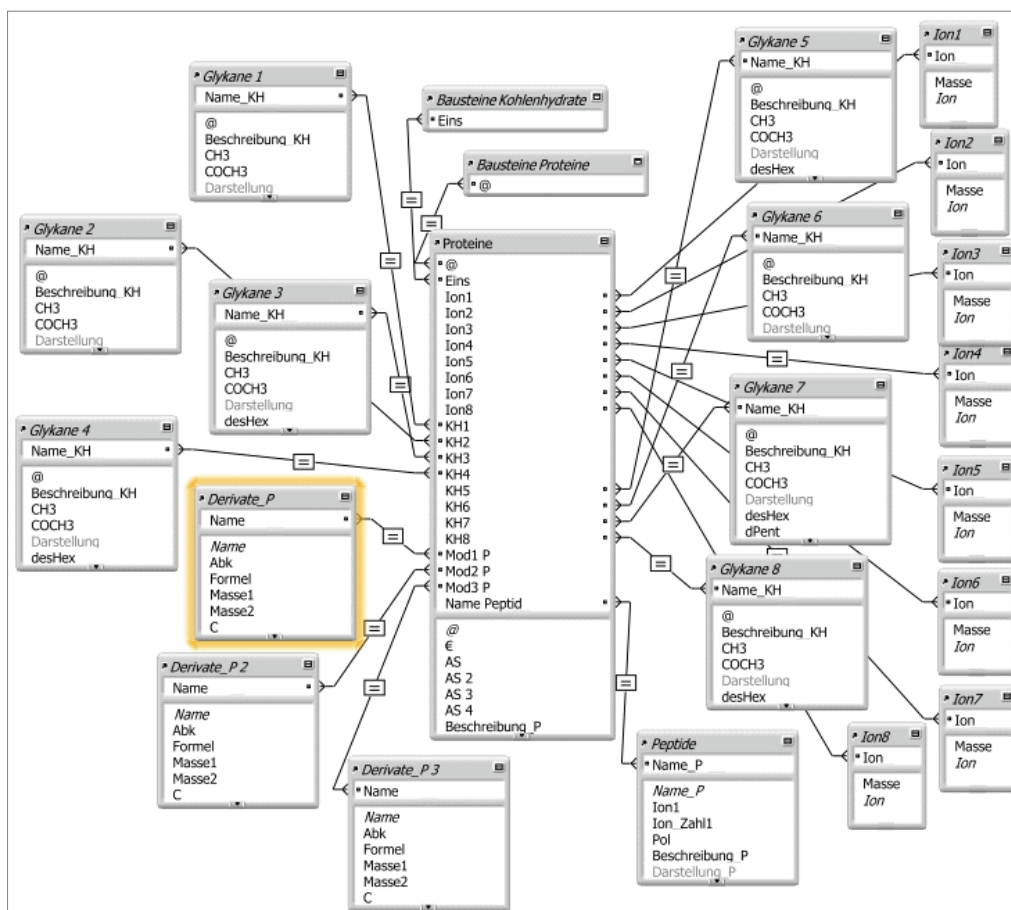 Glykane 1
Name_KH
@
Beschreibung_KH
CH3
COCH3
Darstellung
Glykane 2
Name_KH
@
Beschreibung_KH
CH3
COCH3
Darstellung
Glykane 3
Name_KH
@
Beschreibung_KH
CH3
COCH3
Darstellung
desHex
Glykane 4
Name_KH
@
Beschreibung_KH
CH3
COCH3
Darstellung
desHex
Derivate_P
Name
Name
Abk
Formel
Masse1
Masse2
C
Derivate_P 2
Name
Name
Abk
Formel
Masse1
Masse2
C
Derivate_P 3
Name
Name
Abk
Formel
Masse1
Masse2
C
Bausteine Kohlenhydrate
Eins
Bausteine Proteine
@
Proteine
@
Eins
Ion1
Ion2
Ion3
Ion4
Ion5
Ion6
Ion7
Ion8
KH1
KH2
KH3
KH4
KH5
KH6
KH7
KH8
Mod1 P
Mod2 P
Mod3 P
Name Peptid
@
€
AS
AS 2
AS 3
AS 4
Beschreibung_P
Glykane 5
Name_KH
@
Beschreibung_KH
CH3
COCH3
Darstellung
desHex
Glykane 6
Name_KH
@
Beschreibung_KH
CH3
COCH3
Darstellung
Glykane 7
Name_KH
@
Beschreibung_KH
CH3
COCH3
Darstellung
desHex
dPent
Glykane 8
Name_KH
@
Beschreibung_KH
CH3
COCH3
Darstellung
desHex
Peptide
Name_P
Name_P
Ion1
Ion_Zahl1
Pol
Beschreibung_P
Darstellung_P
Ion1
Ion
Masse
Ion
Ion2
Ion
Masse
Ion
Ion3
Ion
Masse
Ion
Ion4
Ion
Masse
Ion
Ion5
Ion
Masse
Ion
Ion6
Ion
Masse
Ion
Ion7
Ion
Masse
Ion
Ion8
Ion
Masse
Ion